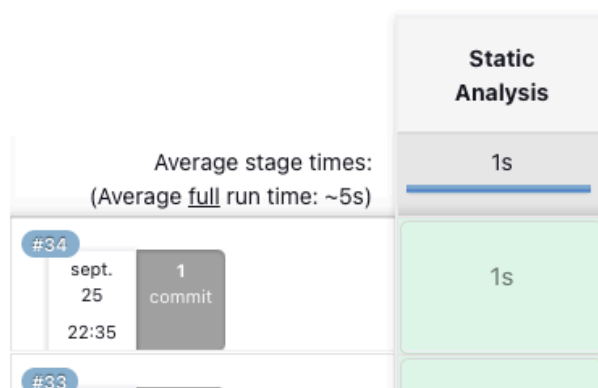 Static
Analysis
Average stage times:
1s
(Average full run time: ~5s)
#34
sept.
25
22:35
1
commit
1s
#33